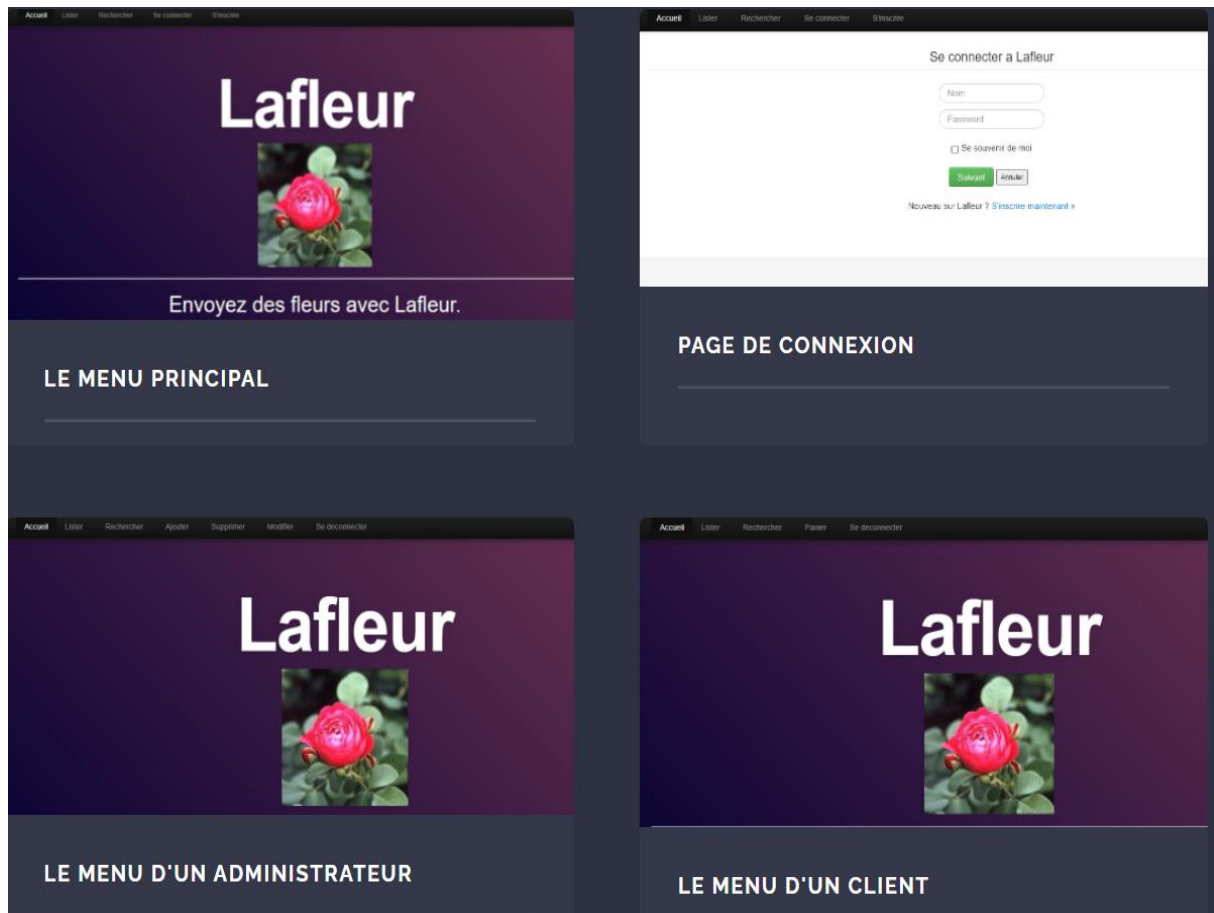 Accueil Lister Rechercher Se connecter S'inscrire
Lafleur
Envoyez des fleurs avec Lafleur.
LE MENU PRINCIPAL
Accueil Lister Rechercher Se connecter S'inscrire
Se connecter a Lafleur
Nom
Password
Se souvenir de moi
Suivant Annuler
Nouveau sur Lafleur ? S'inscrire maintenant »
PAGE DE CONNEXION
Accueil Lister Rechercher Ajouter Supprimer Modifier Se deconnecter
Lafleur
LE MENU D'UN ADMINISTRATEUR
Accueil Lister Rechercher Panier Se deconnecter
Lafleur
LE MENU D'UN CLIENT